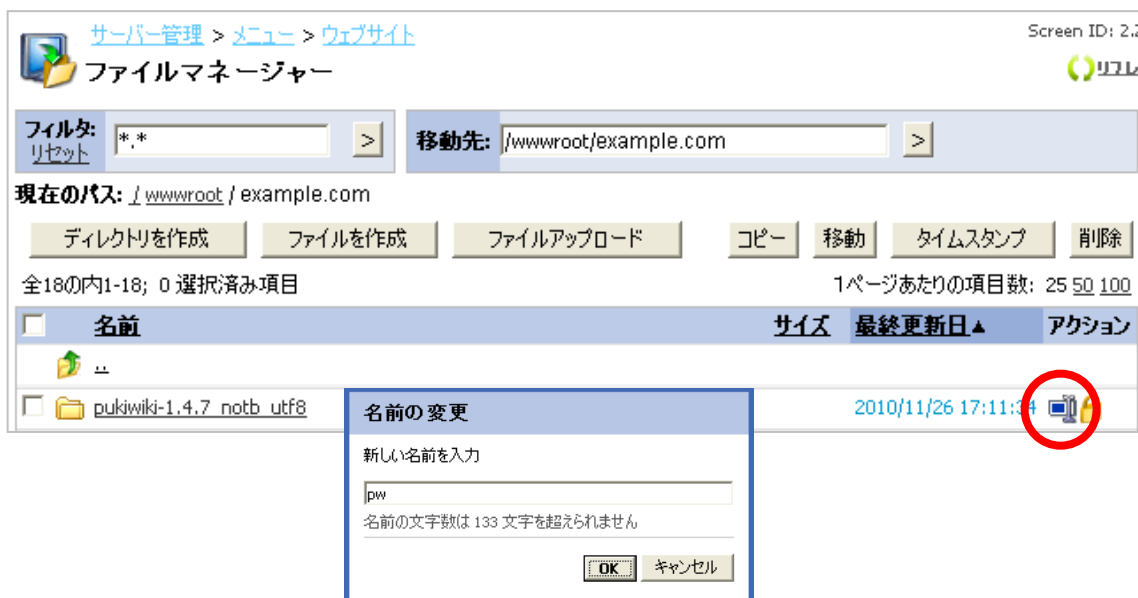 サーバー管理 > メニュー > ウェブサイト
Screen ID: 2.2
ファイルマネージャー
リフレ
フィルタ:
リセット
*.*
>
移動先: /wwwroot/example.com
>
現在のパス: / wwwroot / example.com
ディレクトリを作成 ファイルを作成 ファイルアップロード コピー 移動 タイムスタンプ 削除
全18の内1-18; 0 選択済み項目
1ページあたりの項目数: 25 50 100
名前 サイズ 最終更新日▲ アクション
..
pukiwiki-1.4.7_notb_utf8 2010/11/26 17:11:34
名前の変更
新しい名前を入力
pw
名前の文字数は 133 文字を超えられません
OK キャンセル